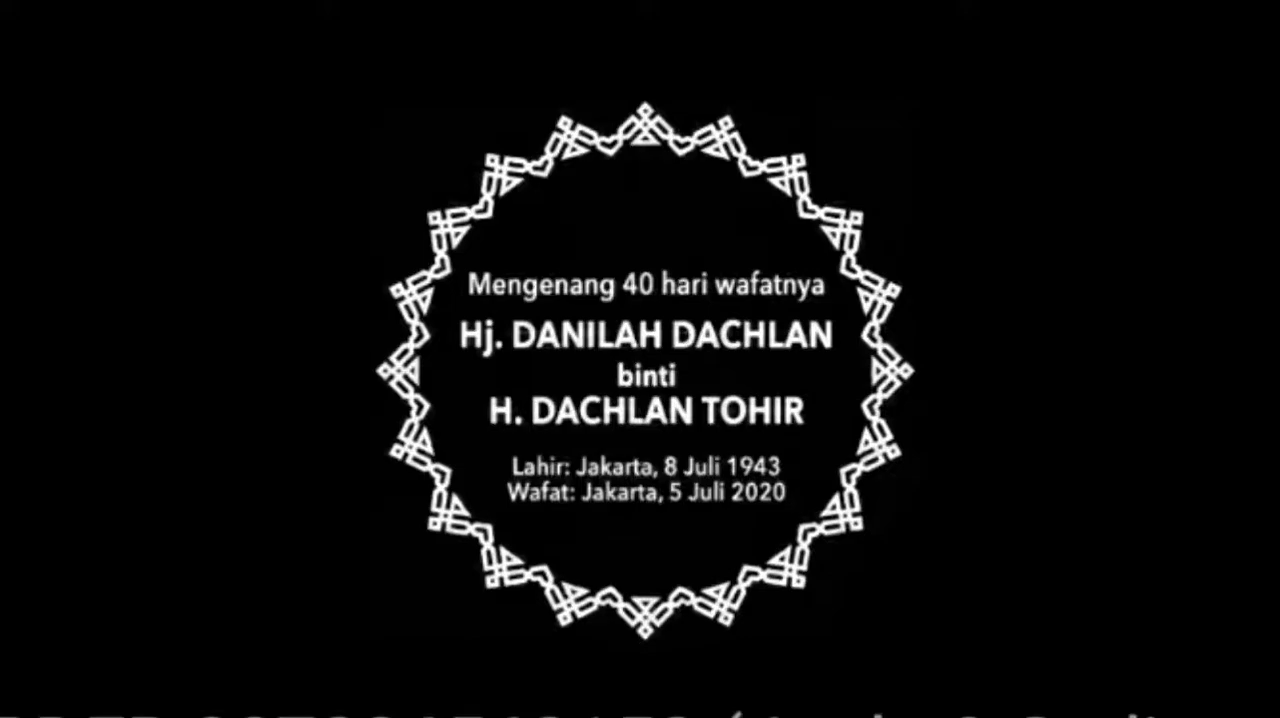 Mengenang 40 hari wafatnya
Hj. DANILAH DACHLAN
binti
H. DACHLAN TOHIR
Lahir: Jakarta, 8 Juli 1943
Wafat: Jakarta, 5 Juli 2020